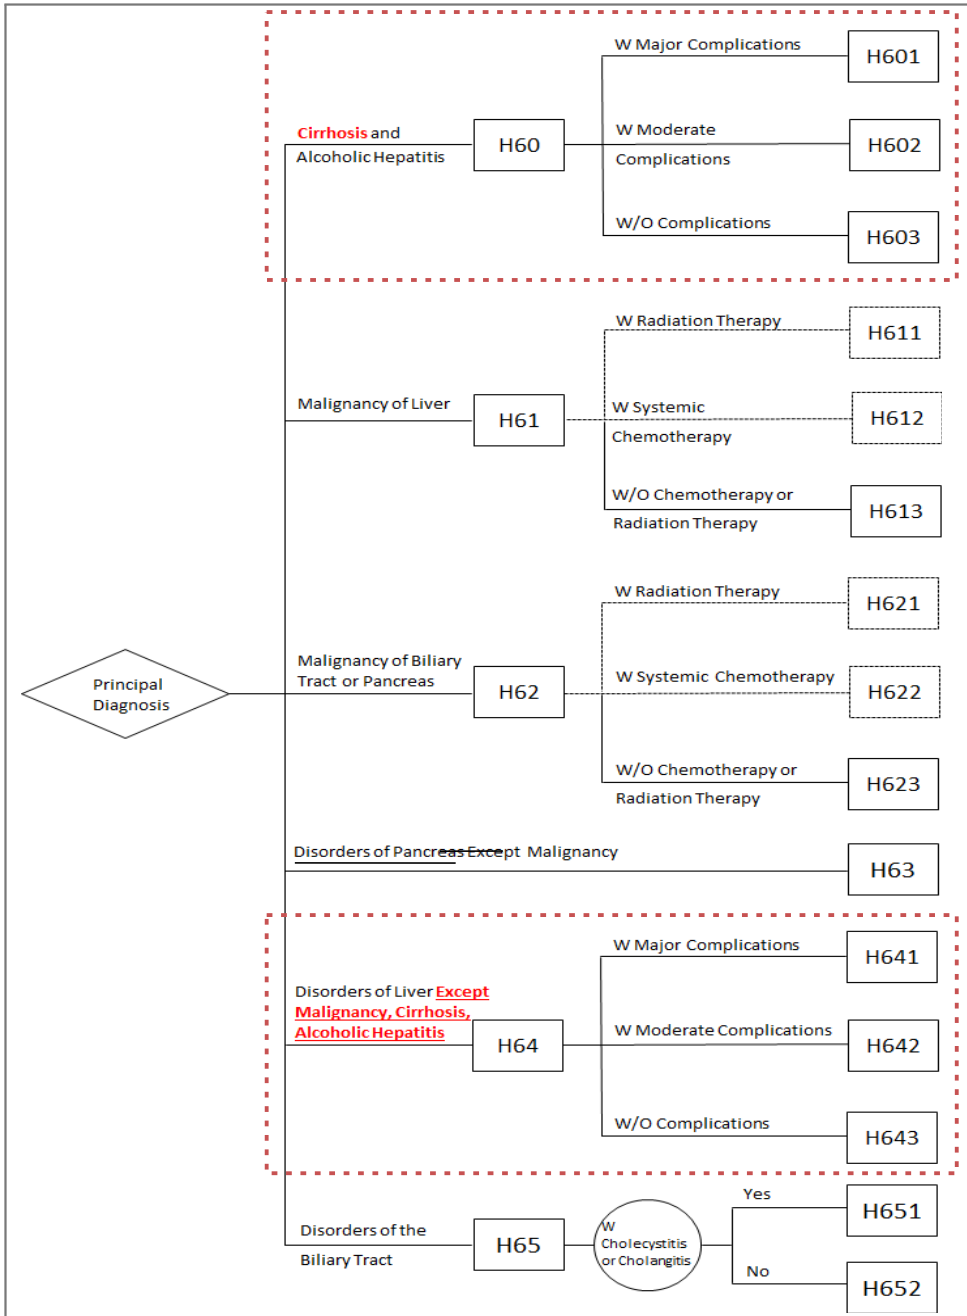 W Major Complications
H601
Cirrhosis and
Alcoholic Hepatitis
H60
W Moderate
Complications
H602
W/O Complications
H603
W Radiation Therapy
H611
Malignancy of Liver
H61
W Systemic
Chemotherapy
H612
W/O Chemotherapy or
Radiation Therapy
H613
W Radiation Therapy
H621
Principal
Diagnosis
Malignancy of Biliary
Tract or Pancreas
H62
W Systemic Chemotherapy
H622
W/O Chemotherapy or
Radiation Therapy
H623
Disorders of Pancreas Except Malignancy
H63
W Major Complications
H641
Disorders of Liver Except
Malignancy, Cirrhosis,
Alcoholic Hepatitis
H64
W Moderate Complications
H642
W/O Complications
H643
Disorders of the
Biliary Tract
H65
W
Cholecystitis
or Cholangitis
Yes
H651
No
H652